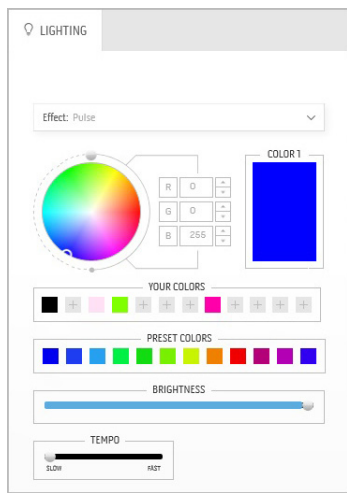 LIGHTING
Effect: Pulse
COLOR 1
R 0
G 0
B 255
YOUR COLORS
PRESET COLORS
BRIGHTNESS
TEMPO
SLOW FAST